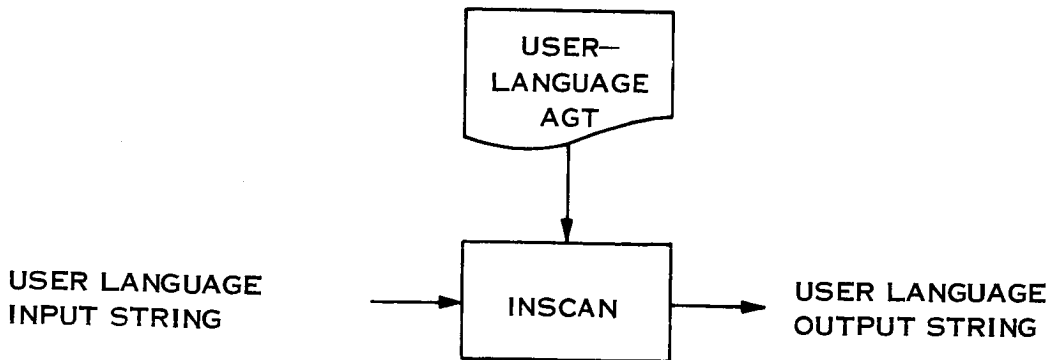 USER—
LANGUAGE
AGT
USER LANGUAGE
INPUT STRING
INSCAN
USER LANGUAGE
OUTPUT STRING